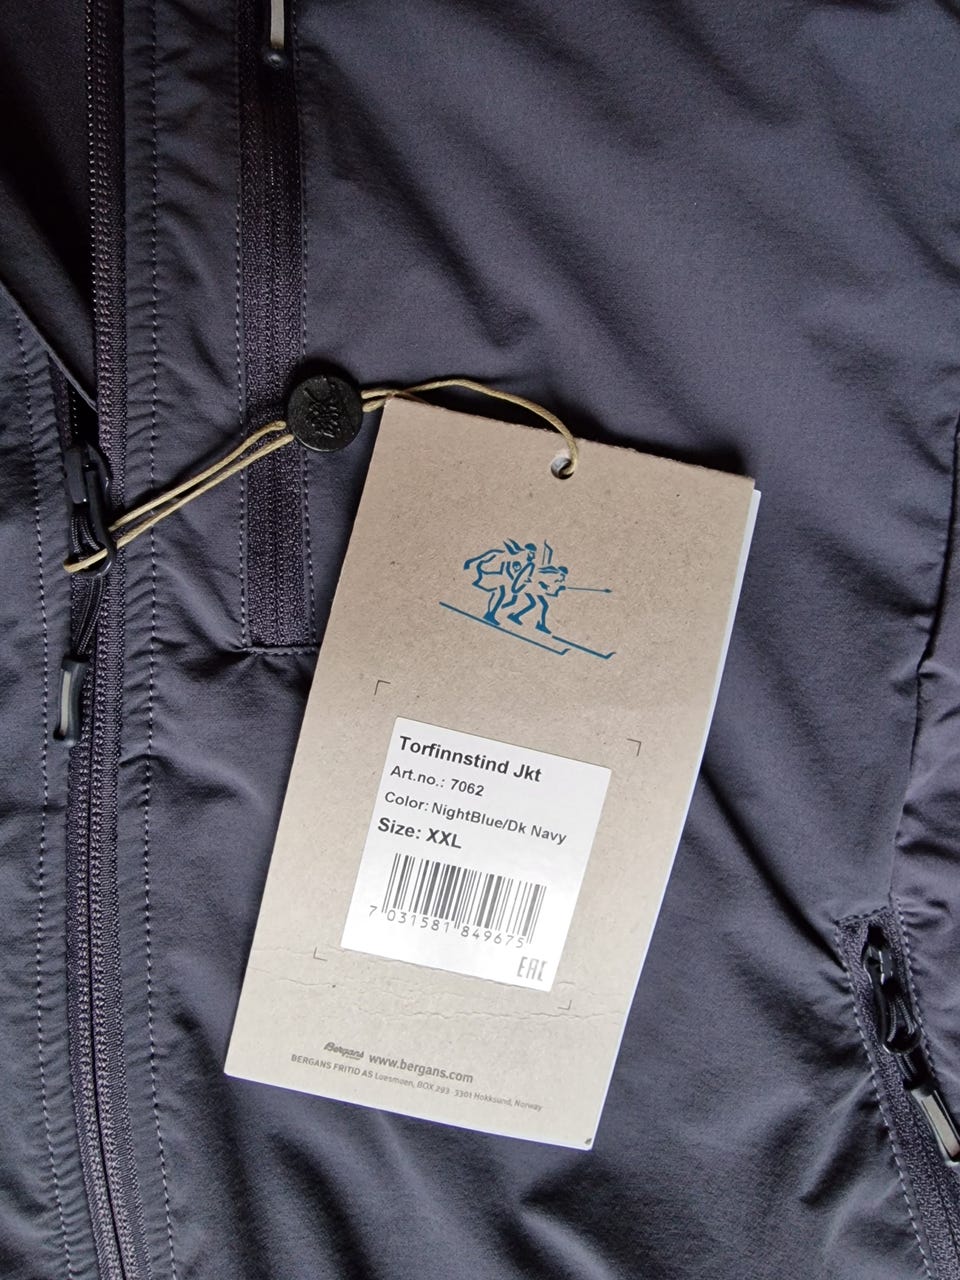 Torfinnstind Jkt
Art.no.: 7062
Color: NightBlue/Dk Navy
Size: XXL
7 031581 849675
EAC
Bergans www.bergans.com
BERGANS FRITID AS Loesmoen, BOX 293 3301 Hokksund, Norway